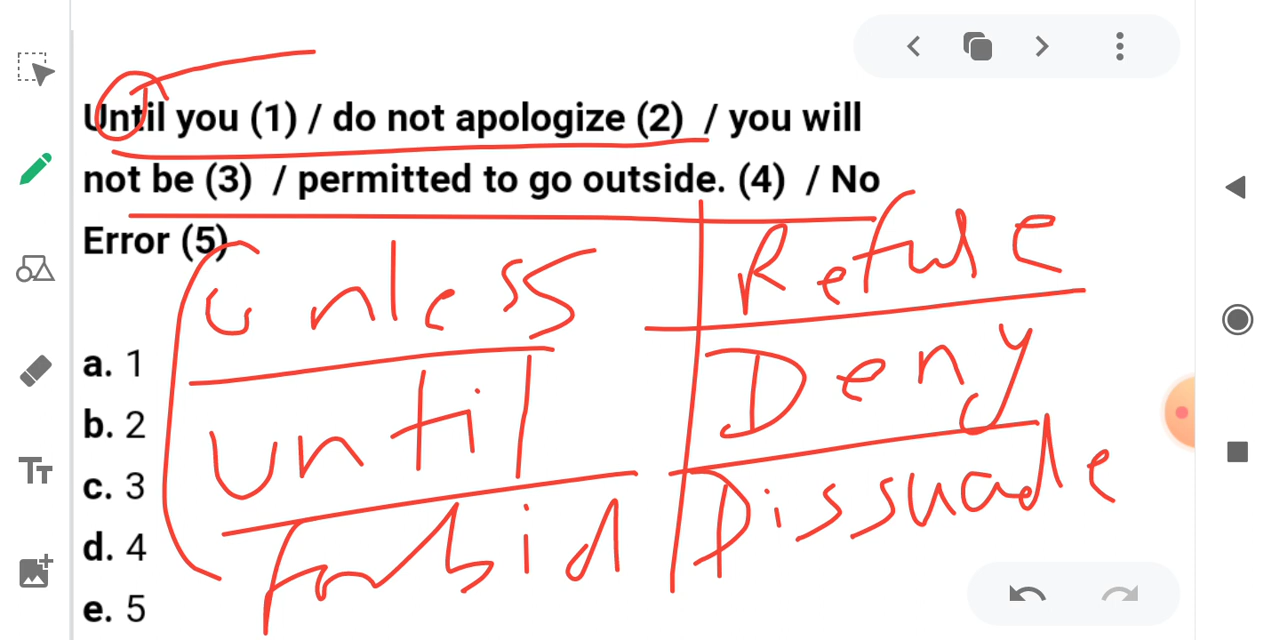 Until you (1) / do not apologize (2) / you will
not be (3) / permitted to go outside. (4) / No
Error (5)
a. 1
b. 2
c. 3
d. 4
e. 5
unless
until
forbid
Refuse
Deny
Dissuade
TT